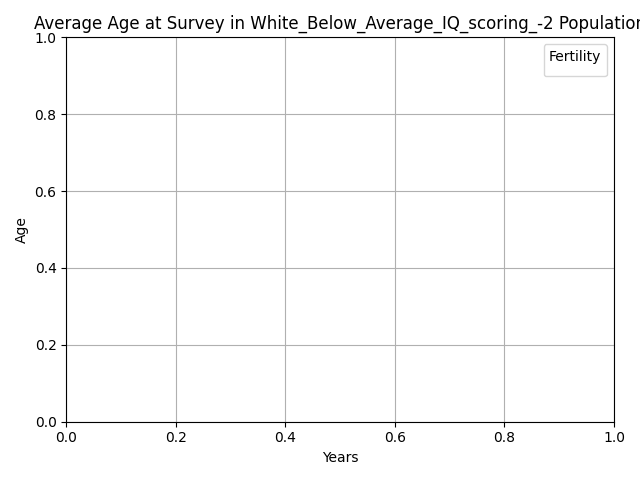 Average Age at Survey in White_Below_Average_IQ_scoring_-2 Population
Fertility
1.0
0.8
0.6
0.4
0.2
0.0
Age
0.0 0.2 0.4 0.6 0.8 1.0
Years